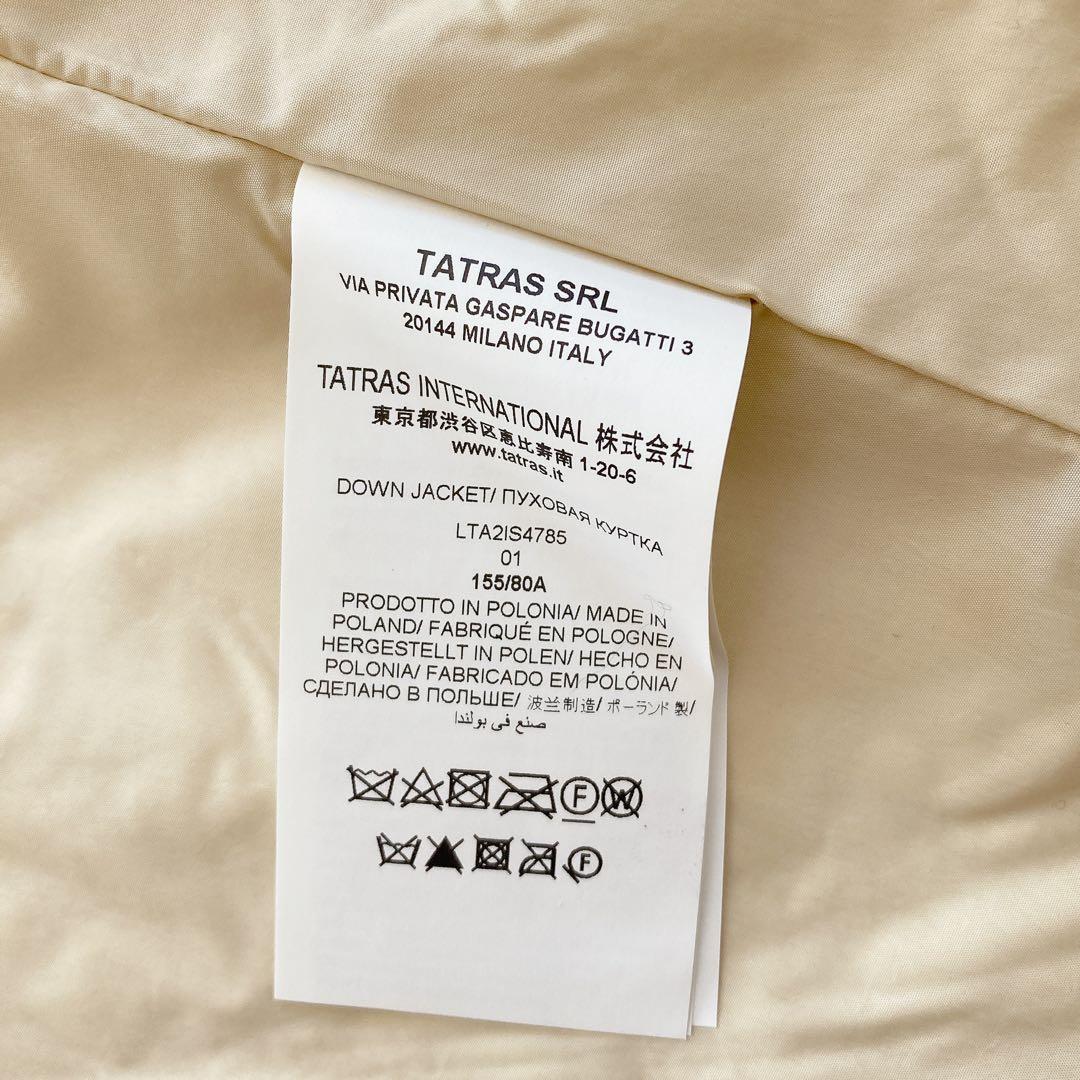 TATRAS SRL
VIA PRIVATA GASPARE BUGATTI 3
20144 MILANO ITALY
TATRAS INTERNATIONAL 株式会社
東京都渋谷区恵比寿南 1-20-6
www.tatras.it
DOWN JACKET/ ПУХОВАЯ КУРТКА
LTA2IS4785
01
155/80A
PRODOTTO IN POLONIA/ MADE IN
POLAND/ FABRIQUÉ EN POLOGNE/
HERGESTELLT IN POLEN/ HECHO EN
POLONIA/ FABRICADO EM POLÓNIA/
СДЕЛАНО В ПОЛЬШЕ/ 波兰制造/ ポーランド製/
صنع في بولندا
F W
F